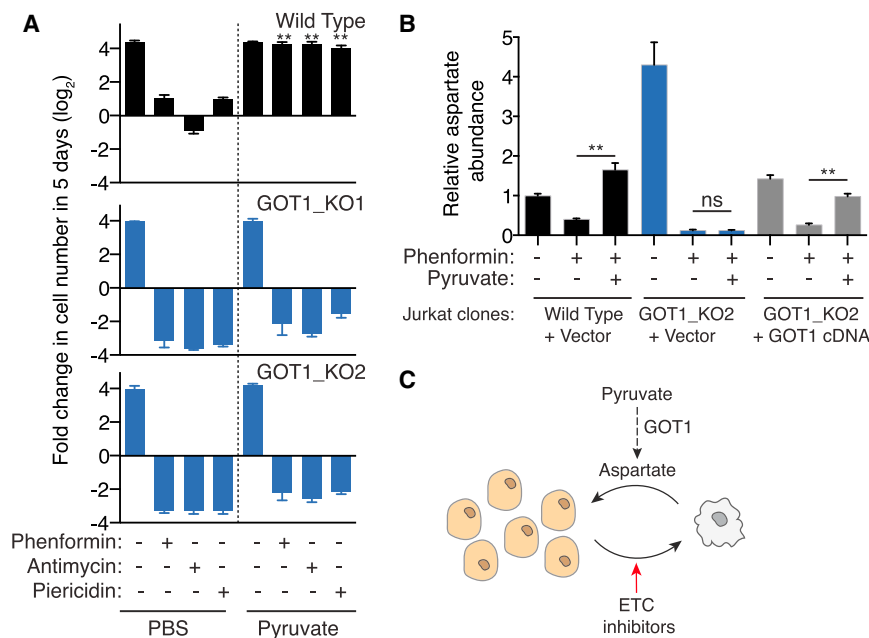 A
Fold change in cell number in 5 days (log2)
Wild Type
** ** **
4
2
0
-2
-4
GOT1_KO1
4
2
0
-2
-4
GOT1_KO2
4
2
0
-2
-4
Phenformin: - + - - - + - -
Antimycin: - - + - - - + -
Piericidin: - - - + - - - +
PBS Pyruvate
B
Relative aspartate abundance
5
4
3
2
1
0
** ns **
Phenformin: - + + - + + - + +
Pyruvate: - - + - - + - - +
Jurkat clones: Wild Type GOT1_KO2 GOT1_KO2
+ Vector + Vector + GOT1 cDNA
C
Pyruvate
GOT1
Aspartate
ETC
inhibitors